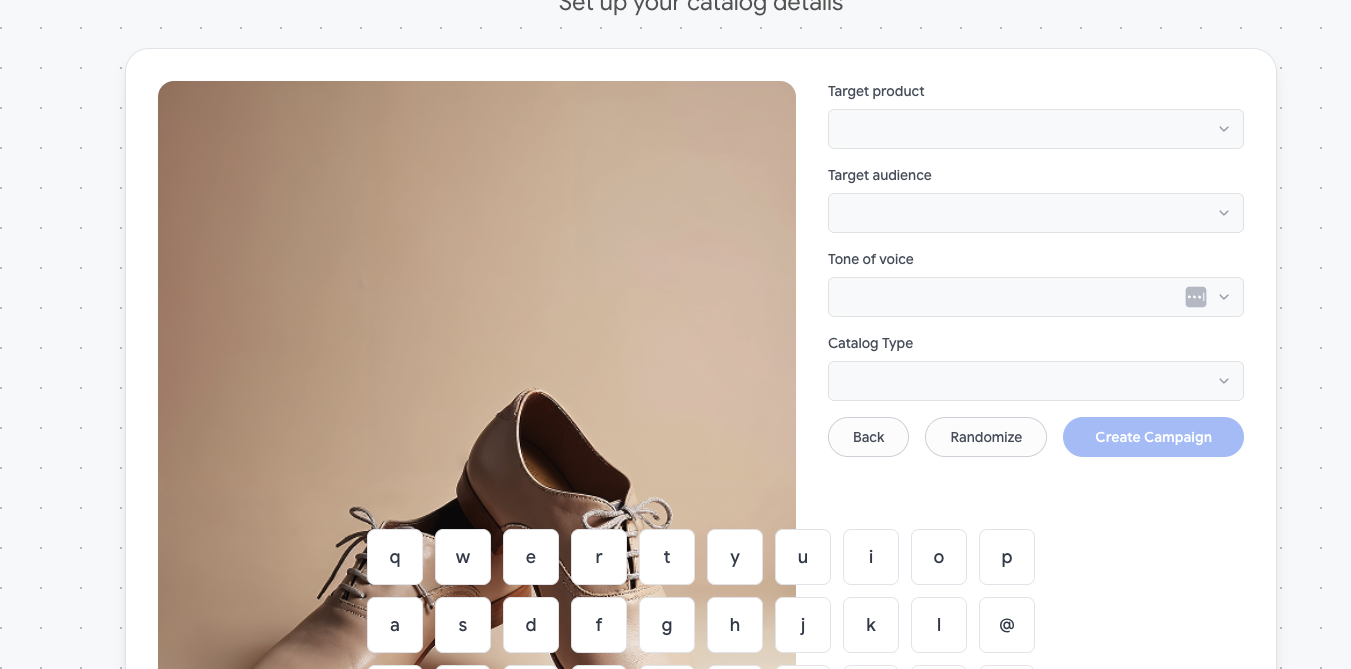 Set up your catalog details
Target product
Target audience
Tone of voice
Catalog Type
Back Randomize Create Campaign
q w e r t y u i o p
a s d f g h j k l @